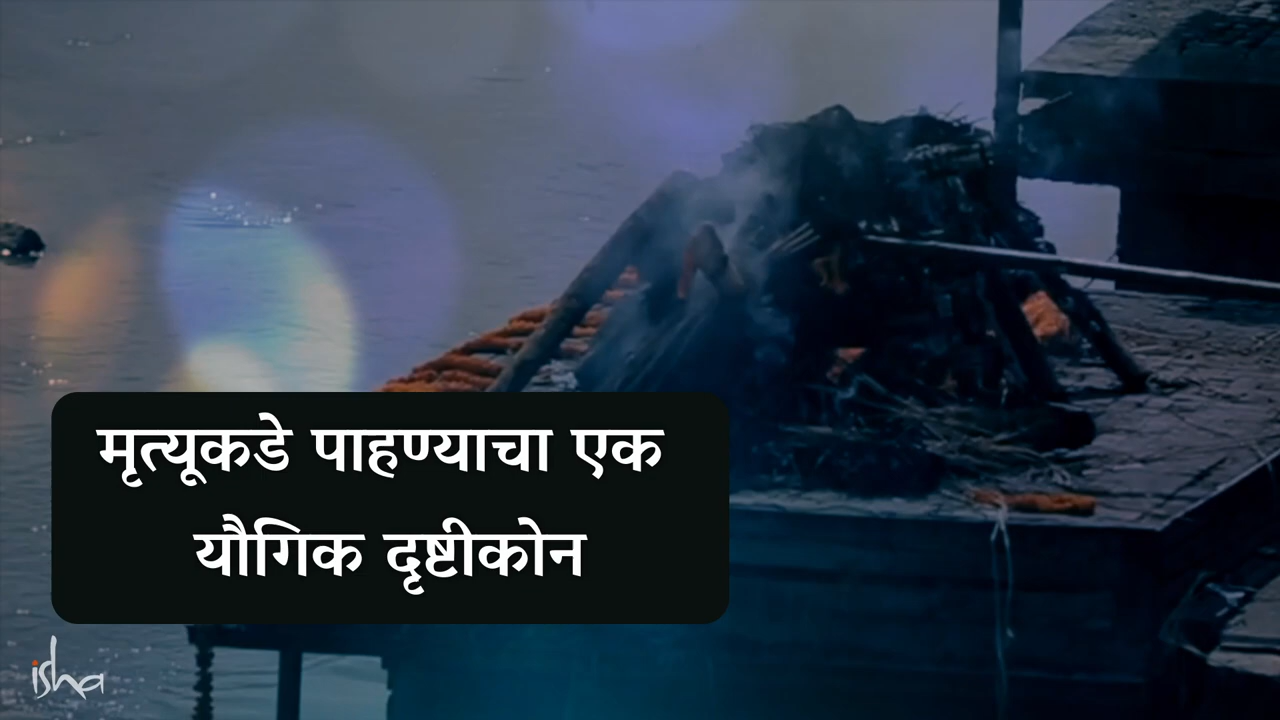 मृत्यूकडे पाहण्याचा एक
यौगिक दृष्टीकोन
isha